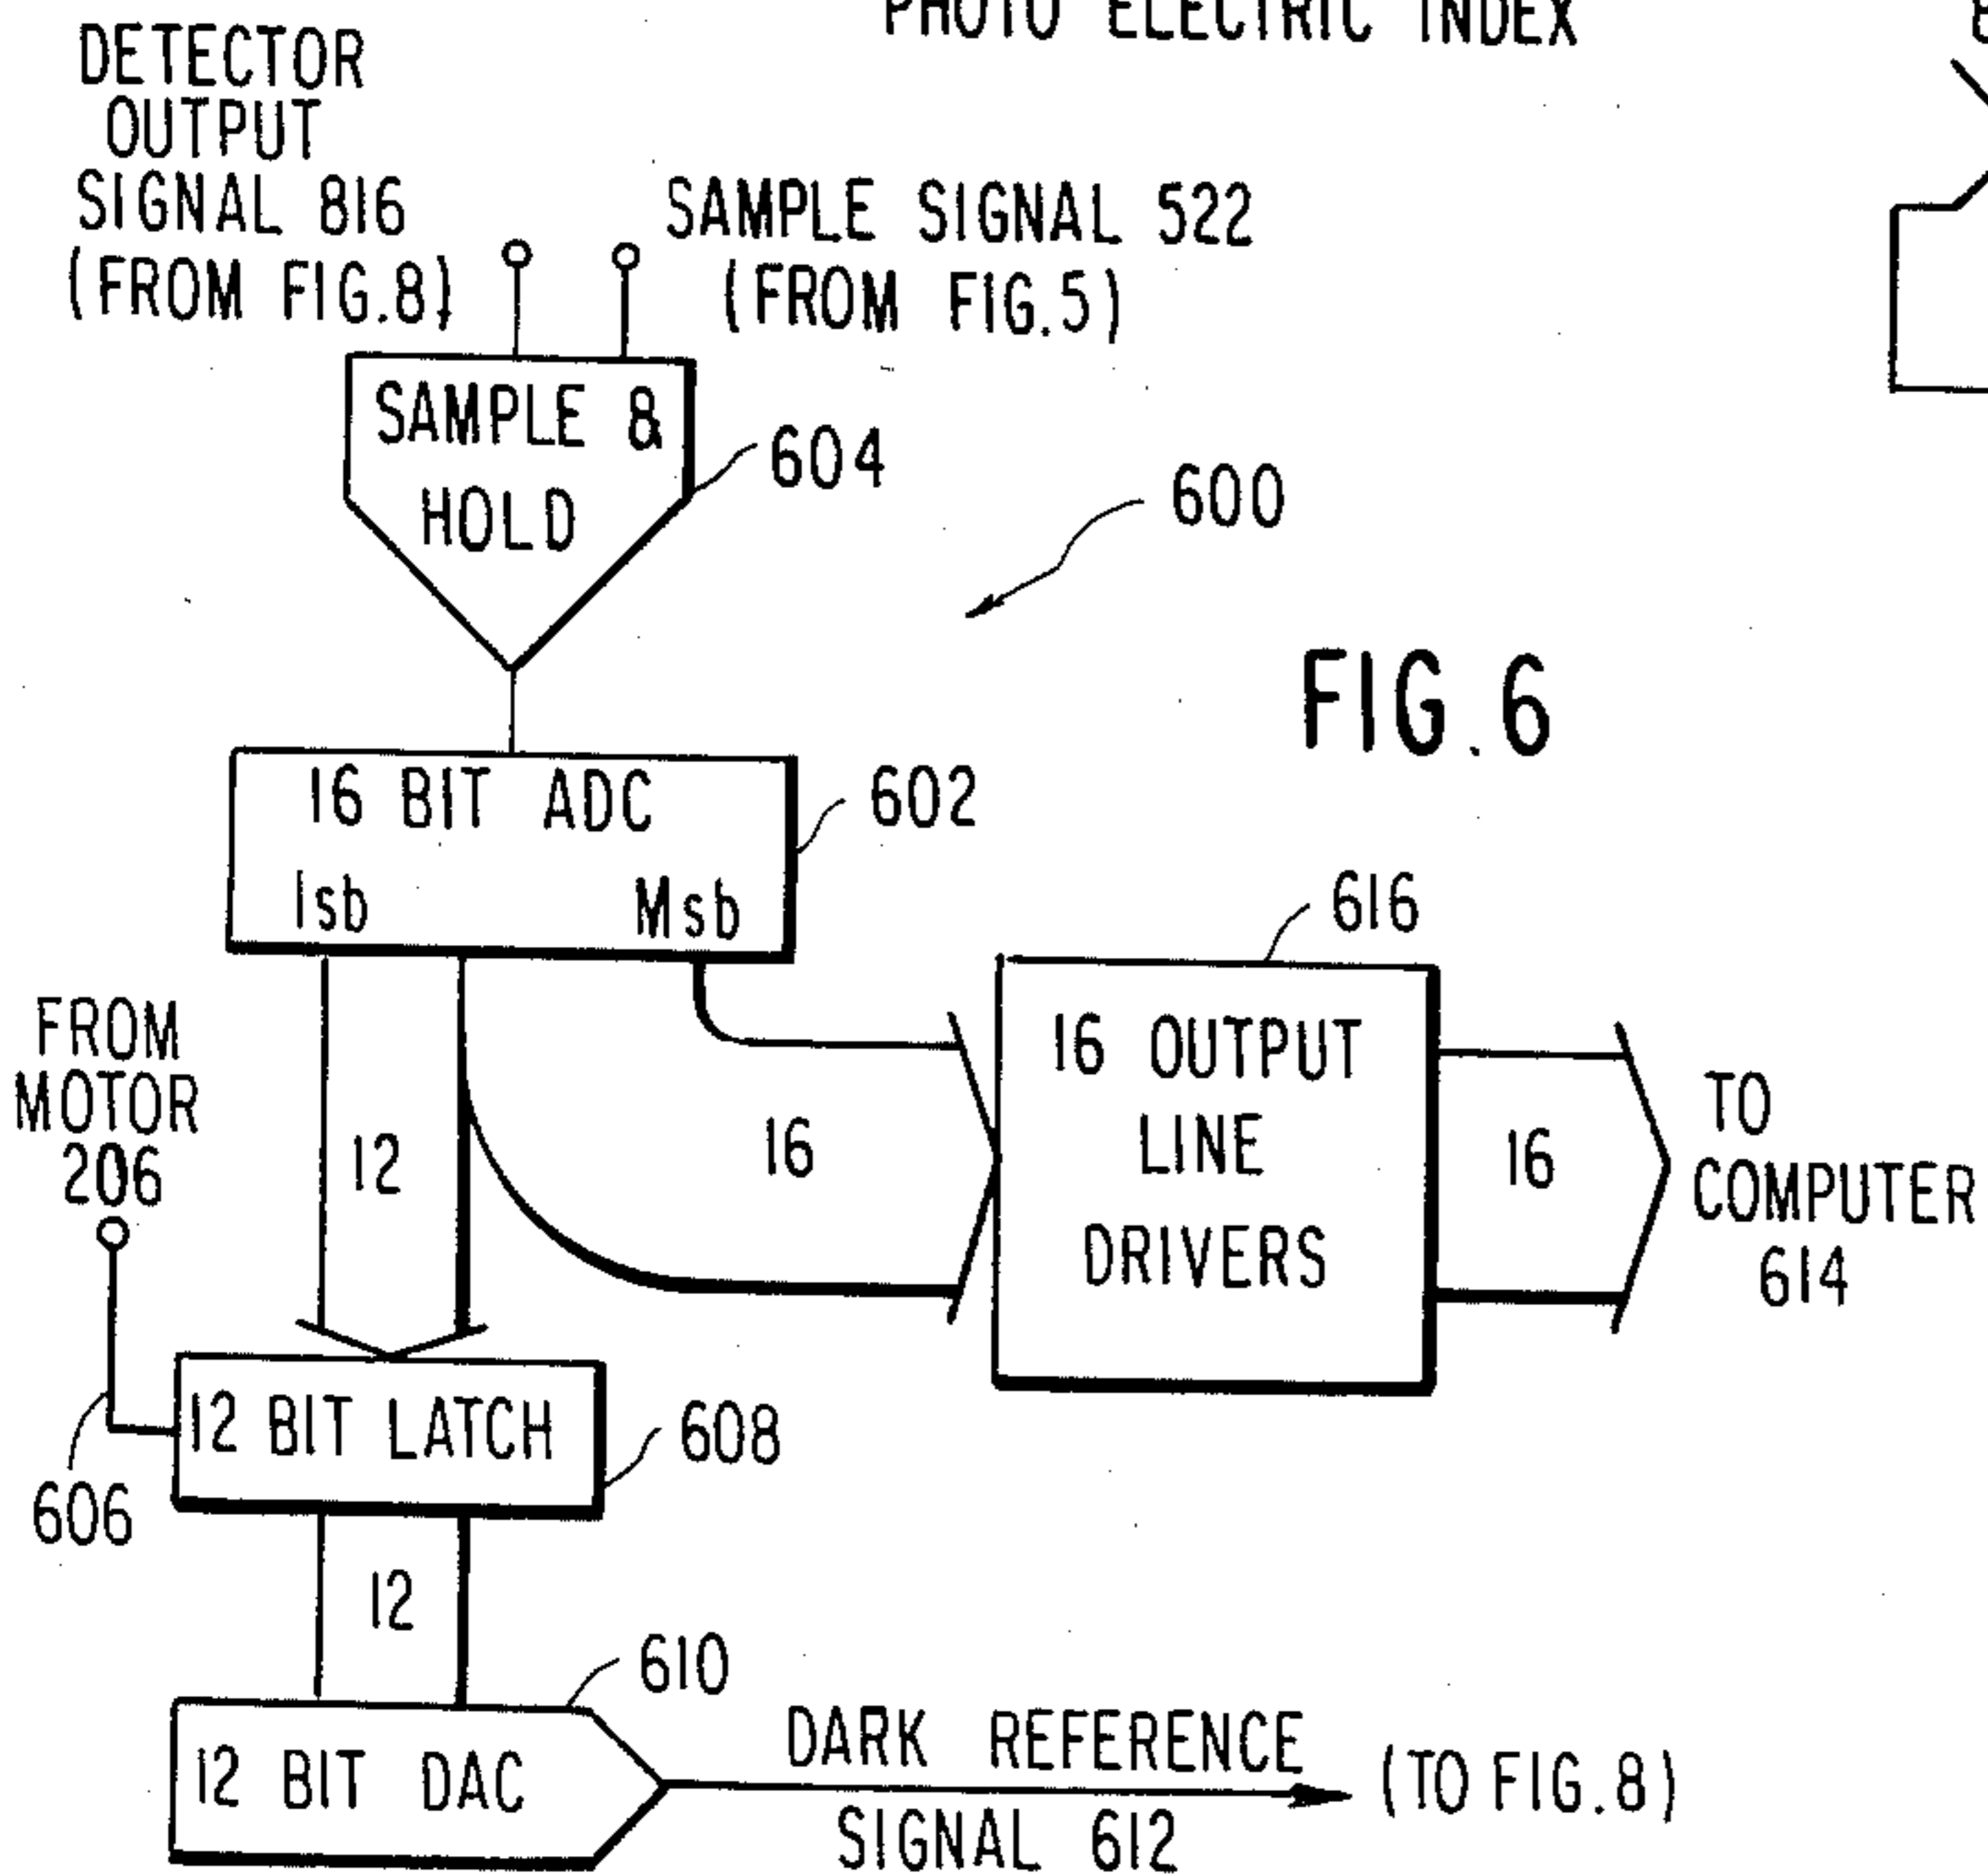 PHOTO ELECTRIC INDEX
DETECTOR
OUTPUT
SIGNAL 816
(FROM FIG.8)
SAMPLE SIGNAL 522
(FROM FIG.5)
SAMPLE &
HOLD
604
600
FIG.6
16 BIT ADC
lsb Msb
602
616
FROM
MOTOR
206
12
16
16 OUTPUT
LINE
DRIVERS
16
TO
COMPUTER
614
12 BIT LATCH
608
606
12
610
12 BIT DAC
DARK REFERENCE
SIGNAL 612
(TO FIG.8)